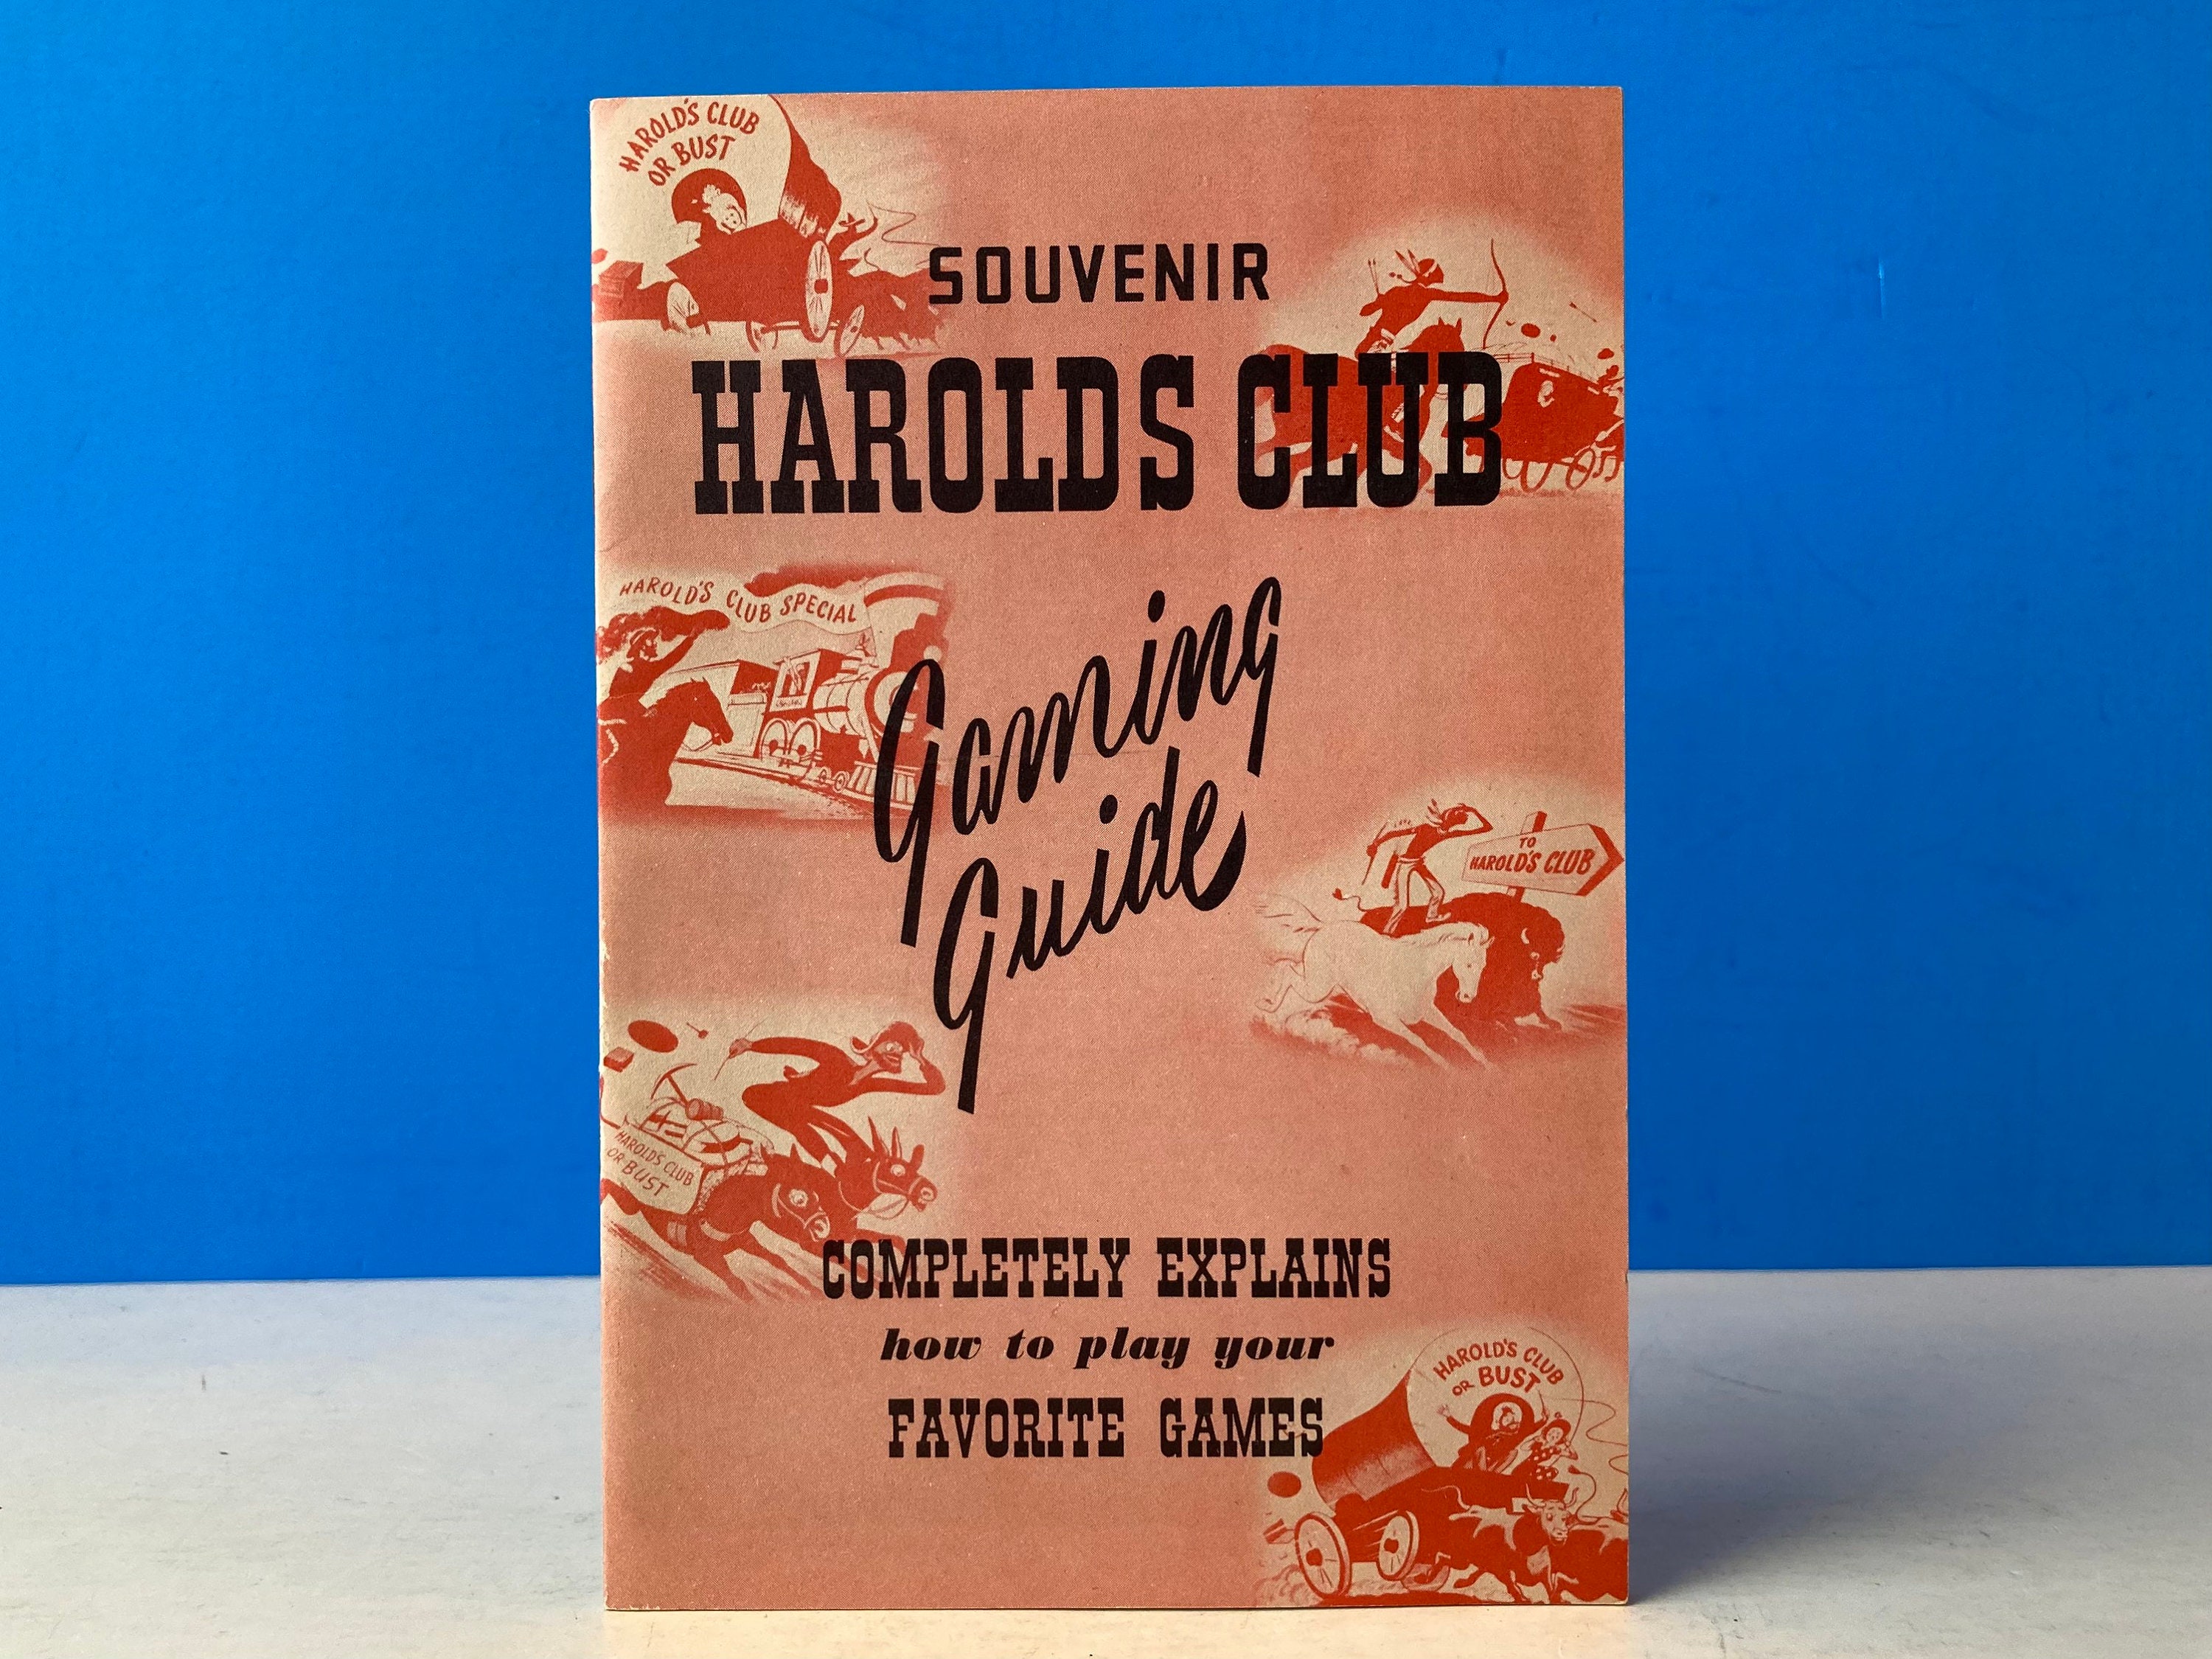 HAROLD'S CLUB
OR BUST
SOUVENIR
HAROLDS CLUB
HAROLD'S CLUB SPECIAL
Gaming
Guide
TO
HAROLD'S CLUB
HAROLDS CLUB
OR BUST
COMPLETELY EXPLAINS
how to play your
FAVORITE GAMES
HAROLD'S CLUB
OR BUST